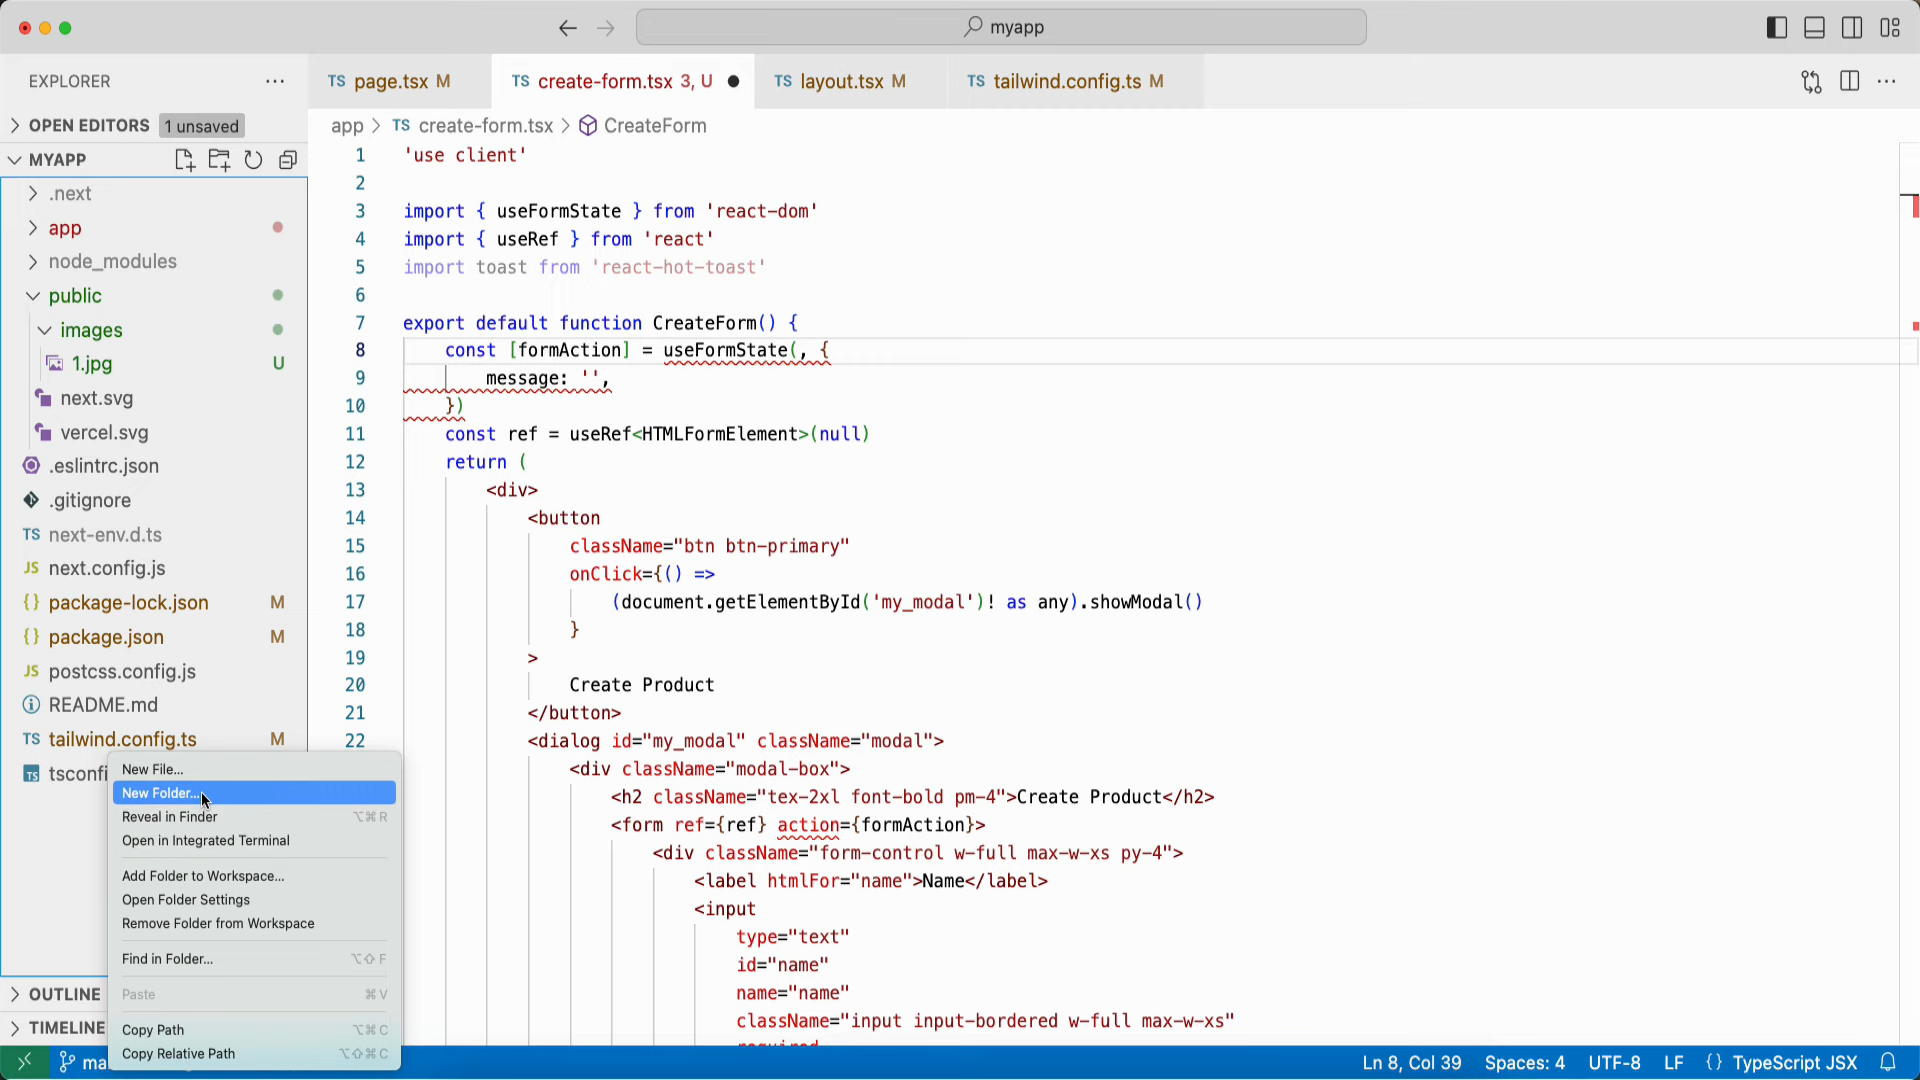 myapp
EXPLORER
OPEN EDITORS 1 unsaved
MYAPP
.next
app
node_modules
public
images
1.jpg U
next.svg
vercel.svg
.eslintrc.json
.gitignore
TS next-env.d.ts
JS next.config.js
{} package-lock.json M
{} package.json M
JS postcss.config.js
README.md
TS tailwind.config.ts M
TS tsconfi
OUTLINE
TIMELINE
New File...
New Folder...
Reveal in Finder ⌥⌘R
Open in Integrated Terminal
Add Folder to Workspace...
Open Folder Settings
Remove Folder from Workspace
Find in Folder... ⌥⇧F
Paste ⌘V
Copy Path ⌥⌘C
Copy Relative Path ⌥⇧⌘C
TS page.tsx M
TS create-form.tsx 3, U
TS layout.tsx M
TS tailwind.config.ts M
app > TS create-form.tsx > CreateForm
1 'use client'
2
3 import { useFormState } from 'react-dom'
4 import { useRef } from 'react'
5 import toast from 'react-hot-toast'
6
7 export default function CreateForm() {
8 const [formAction] = useFormState(, {
9 message: '',
10 })
11 const ref = useRef<HTMLFormElement>(null)
12 return (
13 <div>
14 <button
15 className="btn btn-primary"
16 onClick={() =>
17 (document.getElementById('my_modal')! as any).showModal()
18 }
19 >
20 Create Product
21 </button>
22 <dialog id="my_modal" className="modal">
<div className="modal-box">
<h2 className="tex-2xl font-bold pm-4">Create Product</h2>
<form ref={ref} action={formAction}>
<div className="form-control w-full max-w-xs py-4">
<label htmlFor="name">Name</label>
<input
type="text"
id="name"
name="name"
className="input input-bordered w-full max-w-xs"
required
ma
Ln 8, Col 39
Spaces: 4
UTF-8
LF
{} TypeScript JSX